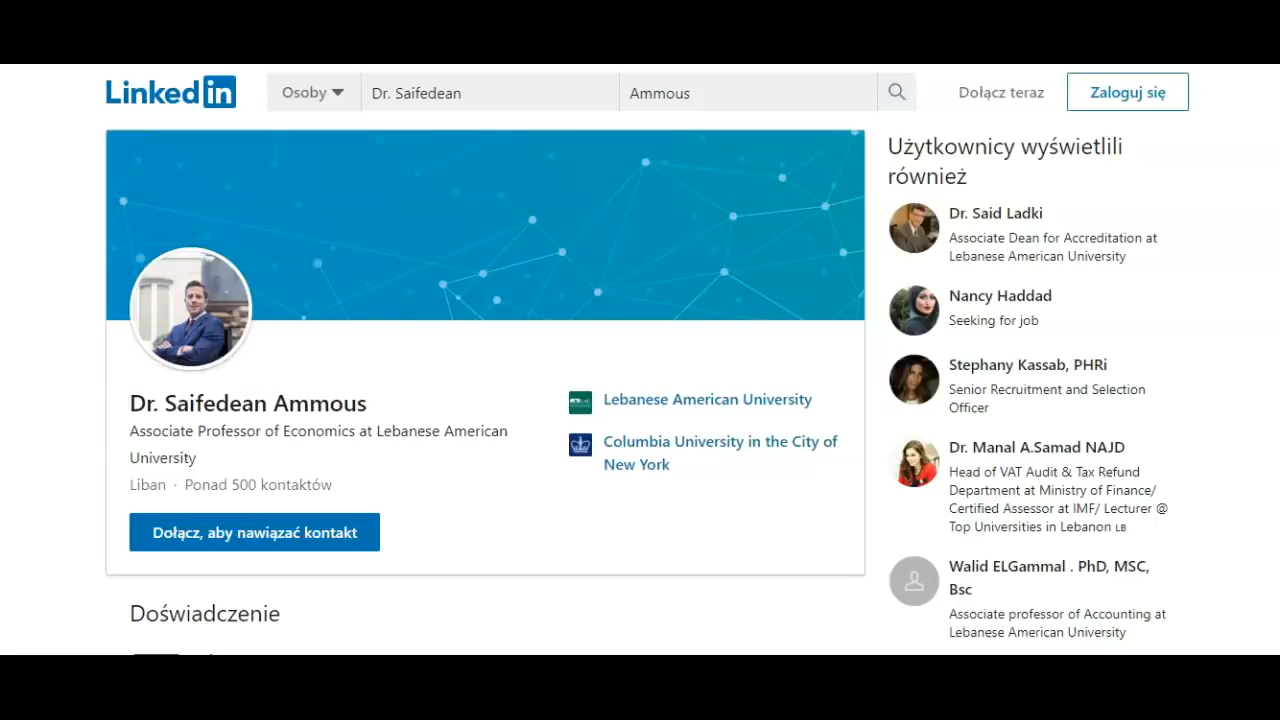 Linked in
Osoby
Dr. Saifedean
Ammous
Dołącz teraz
Zaloguj się
Dr. Saifedean Ammous
Associate Professor of Economics at Lebanese American
University
Liban · Ponad 500 kontaktów
Dołącz, aby nawiązać kontakt
Lebanese American University
Columbia University in the City of
New York
Doświadczenie
Użytkownicy wyświetlili
również
Dr. Said Ladki
Associate Dean for Accreditation at
Lebanese American University
Nancy Haddad
Seeking for job
Stephany Kassab, PHRi
Senior Recruitment and Selection
Officer
Dr. Manal A.Samad NAJD
Head of VAT Audit & Tax Refund
Department at Ministry of Finance/
Certified Assessor at IMF/ Lecturer @
Top Universities in Lebanon LB
Walid ELGammal . PhD, MSC,
Bsc
Associate professor of Accounting at
Lebanese American University